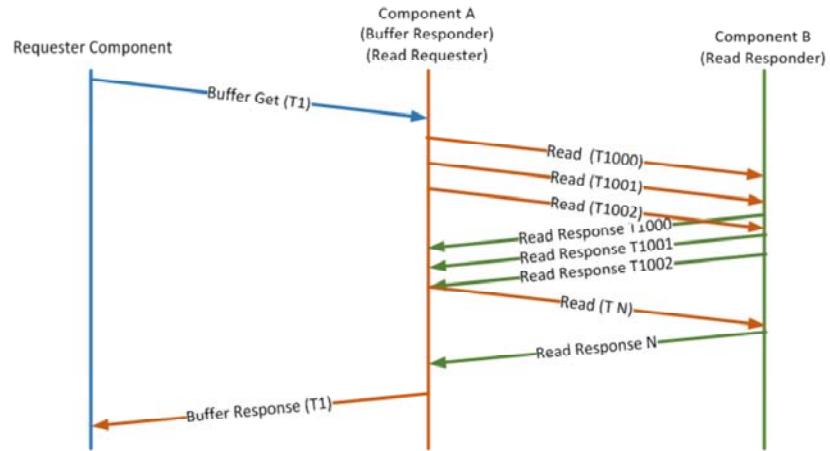 Requester Component
Component A
(Buffer Responder)
(Read Requester)
Component B
(Read Responder)
Buffer Get (T1)
Read (T1000)
Read (T1001)
Read (T1002)
Read Response T1000
Read Response T1001
Read Response T1002
Read (T N)
Read Response N
Buffer Response (T1)